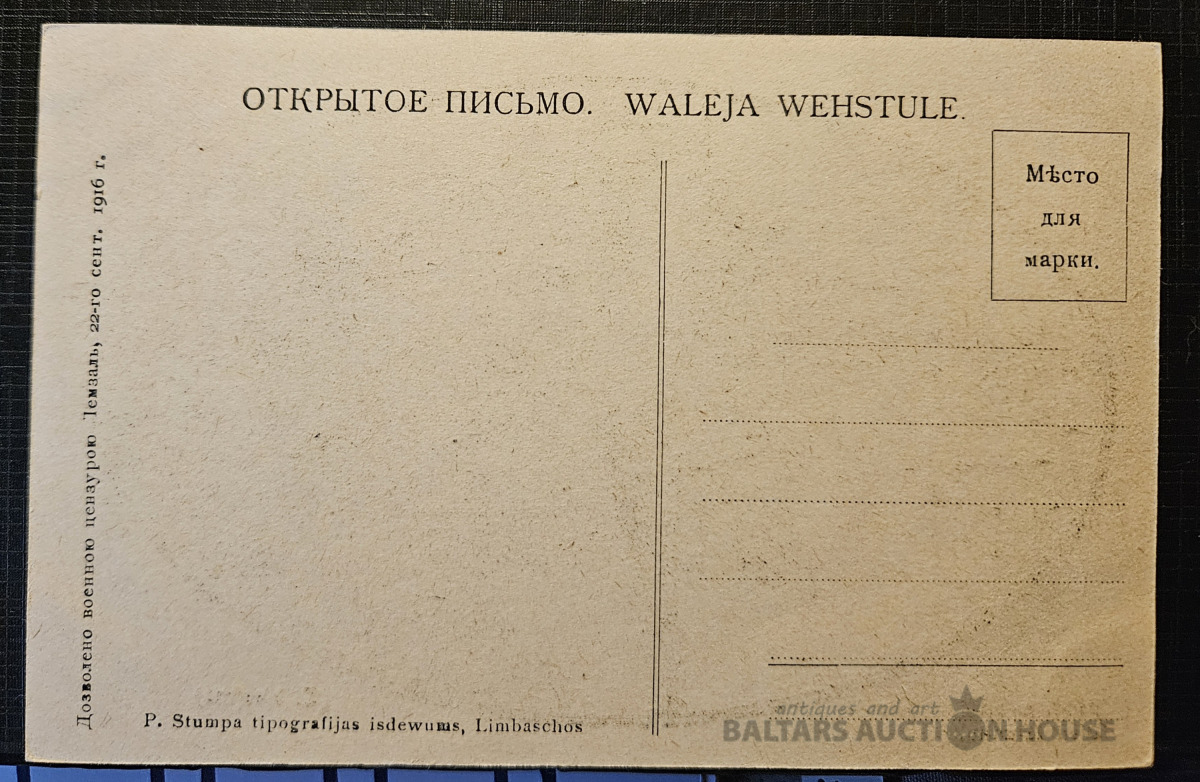 ОТКРЫТОЕ ПИСЬМО. WALEJA WEHSTULE.
Мѣсто
для
марки.
Дозволено военною цензурою Лемзаль, 22-го сент. 1916 г.
P. Stumpa tipografijas isdewums, Limbaschos
antiques and art
BALTARS AUCTION HOUSE